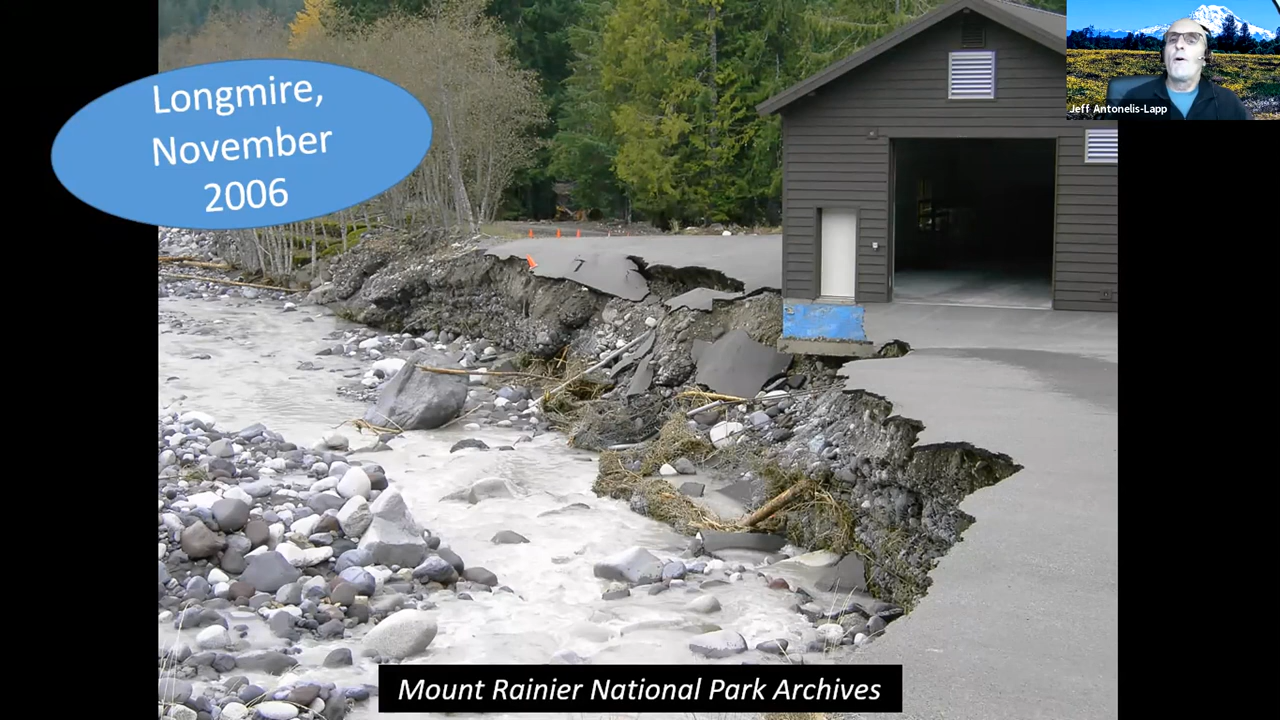 Longmire,
November
2006
Jeff Antonelis-Lapp
Mount Rainier National Park Archives